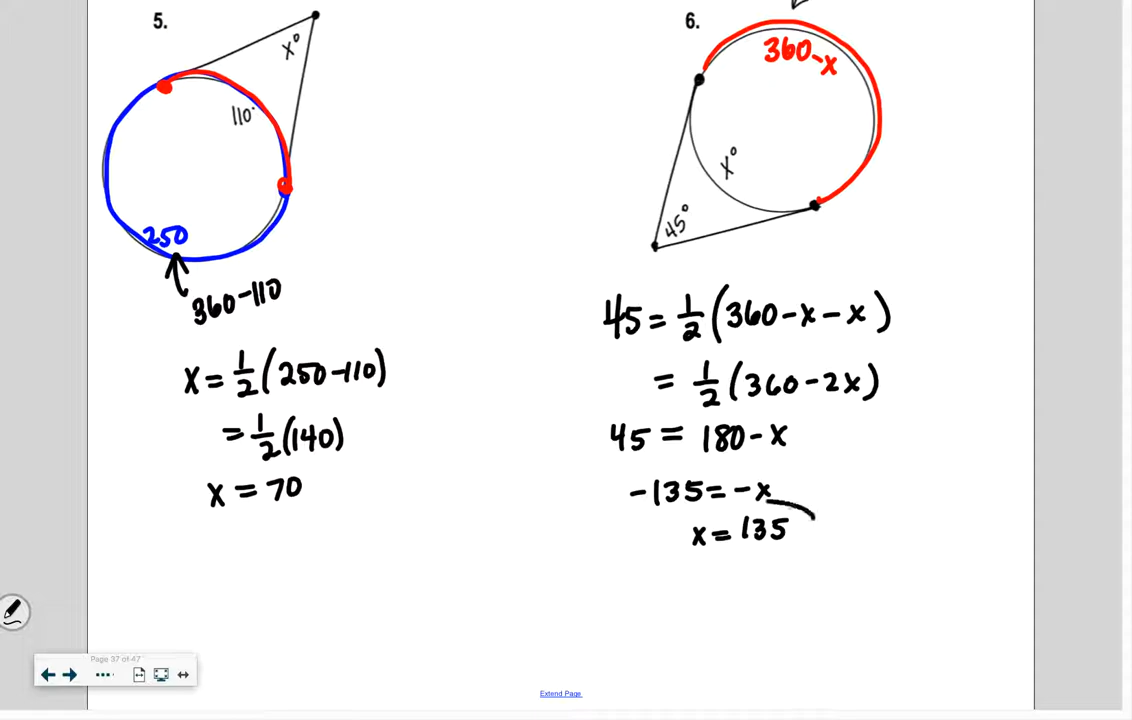 5.
x°
110°
250
360-110
x = 1/2 (250-110)
= 1/2 (140)
x = 70
6.
360-x
x°
45°
45 = 1/2 (360-x-x)
= 1/2 (360-2x)
45 = 180-x
-135 = -x
x = 135
Page 37 of 47
Extend Page